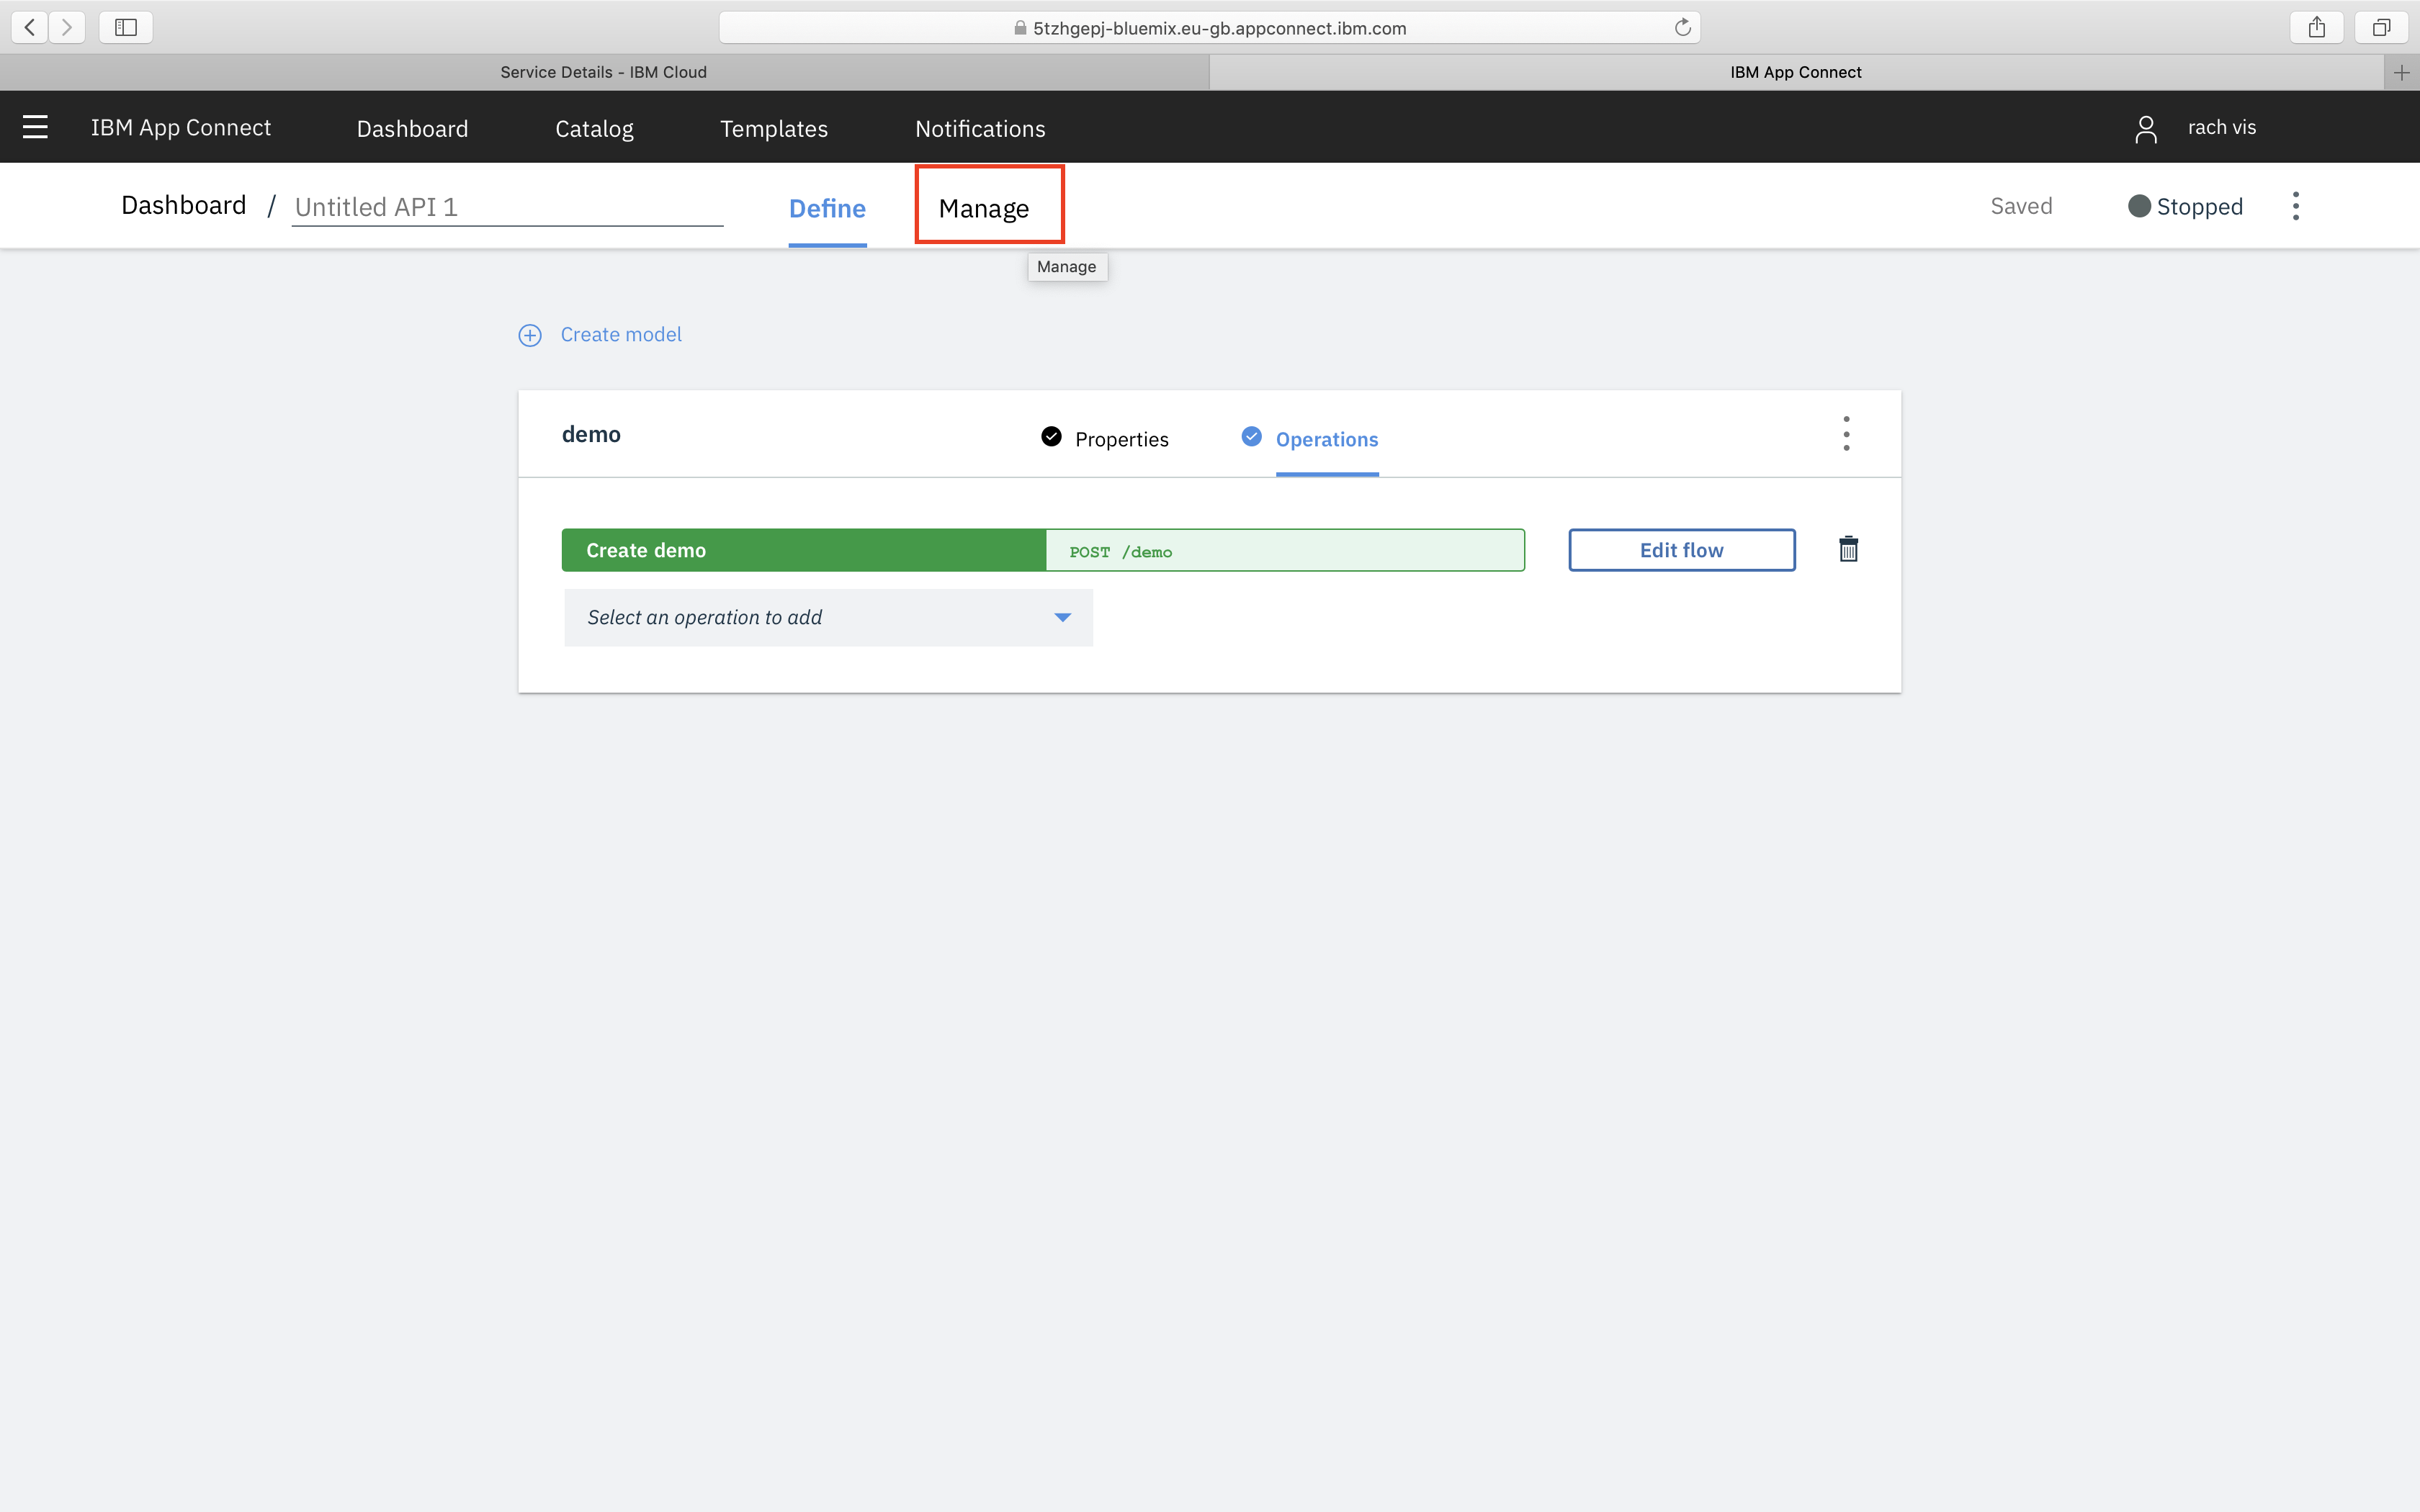 5tzhgepj-bluemix.eu-gb.appconnect.ibm.com
Service Details - IBM Cloud
IBM App Connect
IBM App Connect
Dashboard
Catalog
Templates
Notifications
rach vis
Dashboard / Untitled API 1
Define
Manage
Saved
Stopped
Manage
Create model
demo
Properties
Operations
Create demo
POST /demo
Edit flow
Select an operation to add